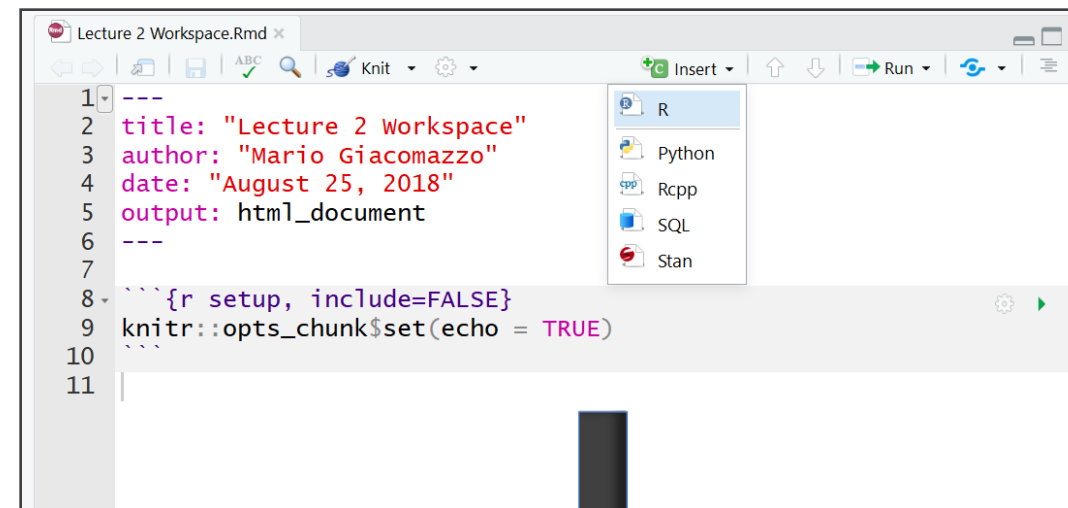 Lecture 2 Workspace.Rmd
ABC Knit Insert Run
1 ---
2 title: "Lecture 2 Workspace"
3 author: "Mario Giacomazzo"
4 date: "August 25, 2018"
5 output: html_document
6 ---
7
8 ```{r setup, include=FALSE}
9 knitr::opts_chunk$set(echo = TRUE)
10 ```
11
R
Python
Rcpp
SQL
Stan